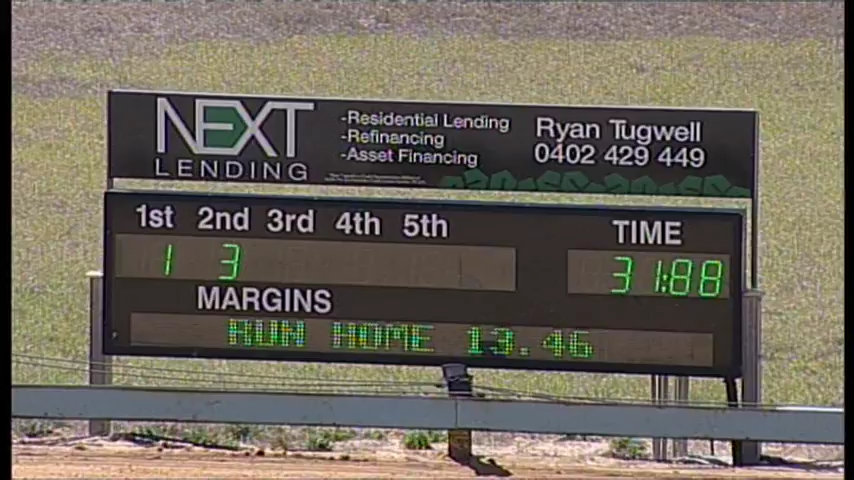 NEXT
LENDING
-Residential Lending
-Refinancing
-Asset Financing
Ryan Tugwell
0402 429 449
1st 2nd 3rd 4th 5th
TIME
1 3
31:88
MARGINS
RUN HOME 13.46